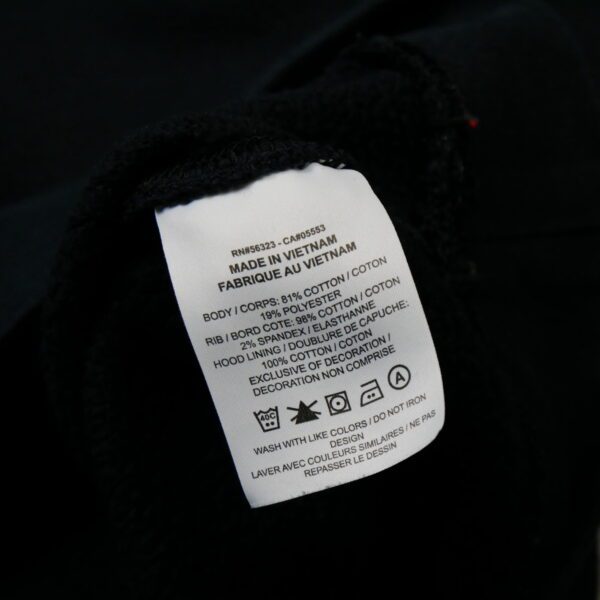 RN#56323 - CA#05553
MADE IN VIETNAM
FABRIQUE AU VIETNAM
BODY / CORPS: 81% COTTON / COTON
19% POLYESTER
RIB / BORD COTE: 98% COTTON / COTON
2% SPANDEX / ELASTHANNE
HOOD LINING / DOUBLURE DE CAPUCHE:
100% COTTON / COTON
EXCLUSIVE OF DECORATION /
DECORATION NON COMPRISE
40C A
WASH WITH LIKE COLORS / DO NOT IRON
DESIGN
LAVER AVEC COULEURS SIMILAIRES / NE PAS
REPASSER LE DESSIN